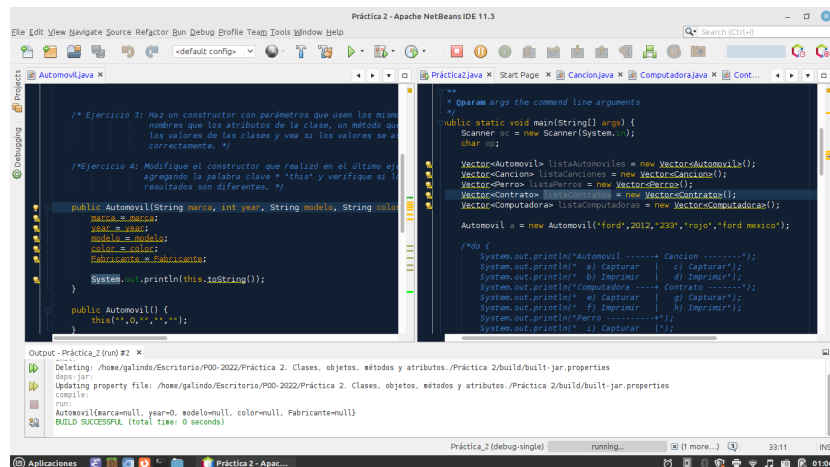 Práctica 2 - Apache NetBeans IDE 11.3
File Edit View Navigate Source Refactor Run Debug Profile Team Tools Window Help
Search (Ctrl+I)
<default config>
Projects
Debugging
Automovil.java
/* Ejercicio 3: Haz un constructor con parámetros que usen los mism
nombres que los atributos de la clase, un método que
los valores de las clases y vea si los valores se a
correctamente. */
/*Ejercicio 4: Modifique el constructor que realizó en el último eje
agregando la palabra clave * "this" y verifique si l
resultados son diferentes. */
public Automovil(String marca, int year, String modelo, String color
marca = marca;
year = year;
modelo = modelo;
color = color;
Fabricante = Fabricante;
System.out.println(this.toString());
}
public Automovil() {
this("",0,"","","");
}
Práctica2.java Start Page Cancion.java Computadora.java Cont...
**
* @param args the command line arguments
*/
public static void main(String[] args) {
Scanner sc = new Scanner(System.in);
char op;
Vector<Automovil> listaAutomoviles = new Vector<Automovil>();
Vector<Cancion> listaCanciones = new Vector<Cancion>();
Vector<Perro> listaPerros = new Vector<Perro>();
Vector<Contrato> listaContratos = new Vector<Contrato>();
Vector<Computadora> listaComputadoras = new Vector<Computadora>();
Automovil a = new Automovil("ford",2012,"233","rojo","ford mexico");
/*do {
System.out.println("Automovil ------+ Cancion --------");
System.out.println(" a) Capturar | c) Capturar");
System.out.println(" b) Imprimir | d) Imprimir");
System.out.println("Computadora ----+ Contrato -------");
System.out.println(" e) Capturar | g) Capturar");
System.out.println(" f) Imprimir | h) Imprimir");
System.out.println("Perro ----------+");
System.out.println(" i) Capturar |");
Output - Práctica_2 (run) #2
Deleting: /home/galindo/Escritorio/POO-2022/Práctica 2. Clases, objetos, métodos y atributos./Práctica 2/build/built-jar.properties
deps-jar:
Updating property file: /home/galindo/Escritorio/POO-2022/Práctica 2. Clases, objetos, métodos y atributos./Práctica 2/build/built-jar.properties
compile:
run:
Automovil{marca=null, year=0, modelo=null, color=null, Fabricante=null}
BUILD SUCCESSFUL (total time: 0 seconds)
Práctica_2 (debug-single) running... (1 more...) 33:11 INS
Aplicaciones Práctica 2 - Apac... 01:0